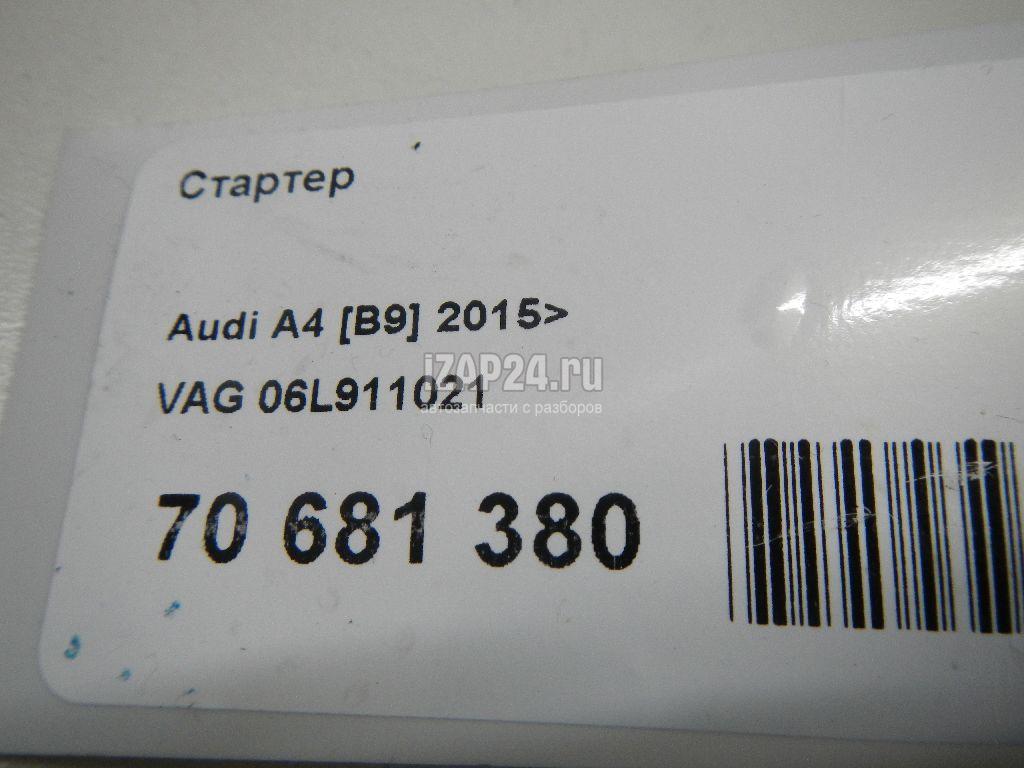 Стартер
Audi A4 [B9] 2015>
iZAP24.ru
VAG 06L911021
автозапчасти с разборов
70 681 380